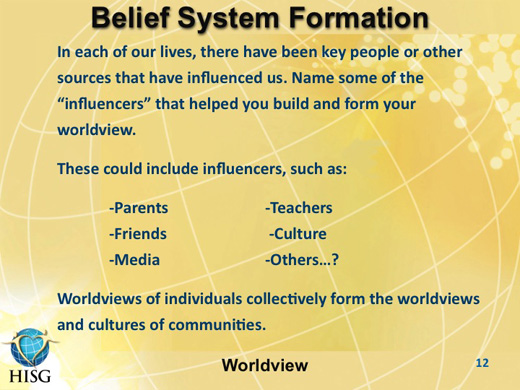 Belief System Formation
In each of our lives, there have been key people or other
sources that have influenced us. Name some of the
“influencers” that helped you build and form your
worldview.
These could include influencers, such as:
-Parents -Teachers
-Friends -Culture
-Media -Others…?
Worldviews of individuals collectively form the worldviews
and cultures of communities.
HISG
Worldview
12